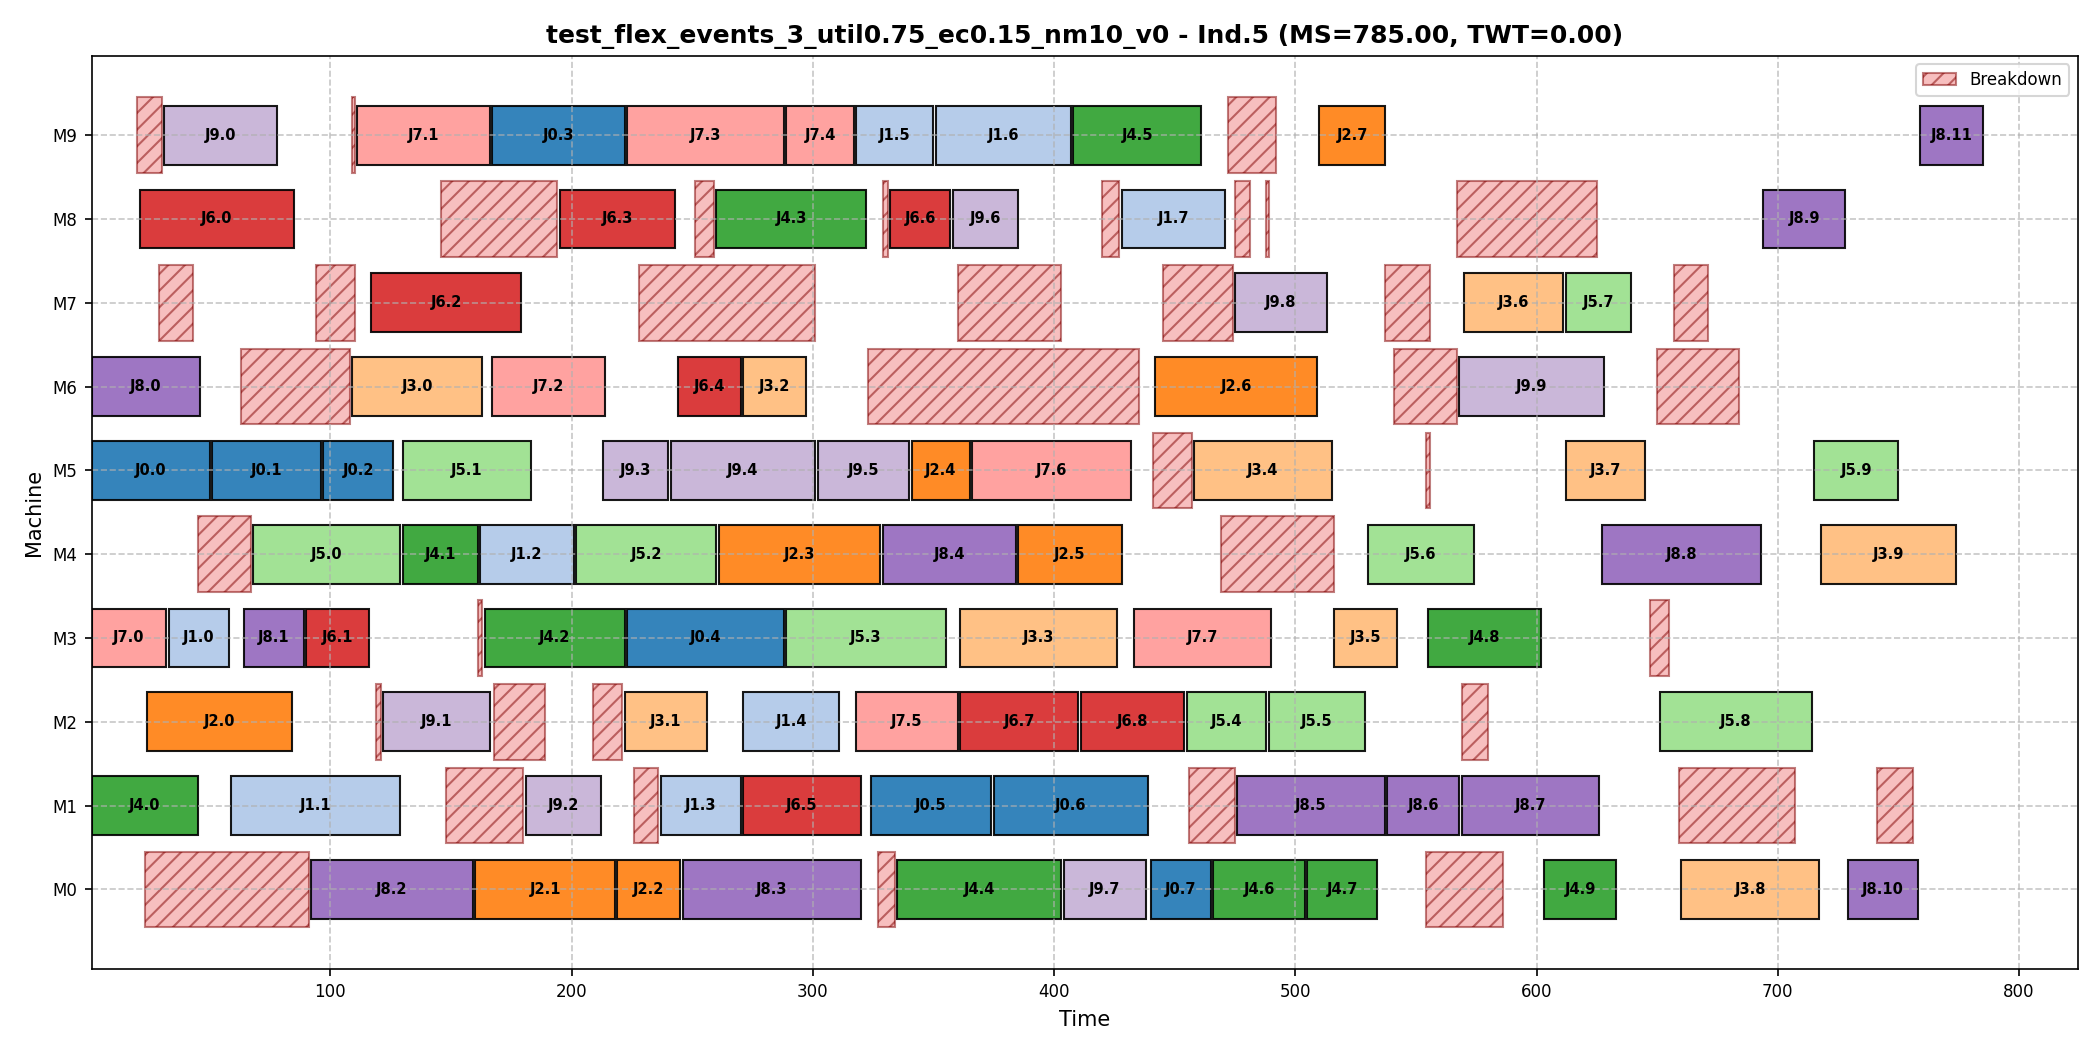 test_flex_events_3_util0.75_ec0.15_nm10_v0 - Ind.5 (MS=785.00, TWT=0.00)
Breakdown
M9 J9.0 J7.1 J0.3 J7.3 J7.4 J1.5 J1.6 J4.5 J2.7 J8.11
M8 J6.0 J6.3 J4.3 J6.6 J9.6 J1.7 J8.9
M7 J6.2 J9.8 J3.6 J5.7
M6 J8.0 J3.0 J7.2 J6.4 J3.2 J2.6 J9.9
M5 J0.0 J0.1 J0.2 J5.1 J9.3 J9.4 J9.5 J2.4 J7.6 J3.4 J3.7 J5.9
M4 J5.0 J4.1 J1.2 J5.2 J2.3 J8.4 J2.5 J5.6 J8.8 J3.9
M3 J7.0 J1.0 J8.1 J6.1 J4.2 J0.4 J5.3 J3.3 J7.7 J3.5 J4.8
M2 J2.0 J9.1 J3.1 J1.4 J7.5 J6.7 J6.8 J5.4 J5.5 J5.8
M1 J4.0 J1.1 J9.2 J1.3 J6.5 J0.5 J0.6 J8.5 J8.6 J8.7
M0 J8.2 J2.1 J2.2 J8.3 J4.4 J9.7 J0.7 J4.6 J4.7 J4.9 J3.8 J8.10
Machine
100 200 300 400 500 600 700 800
Time